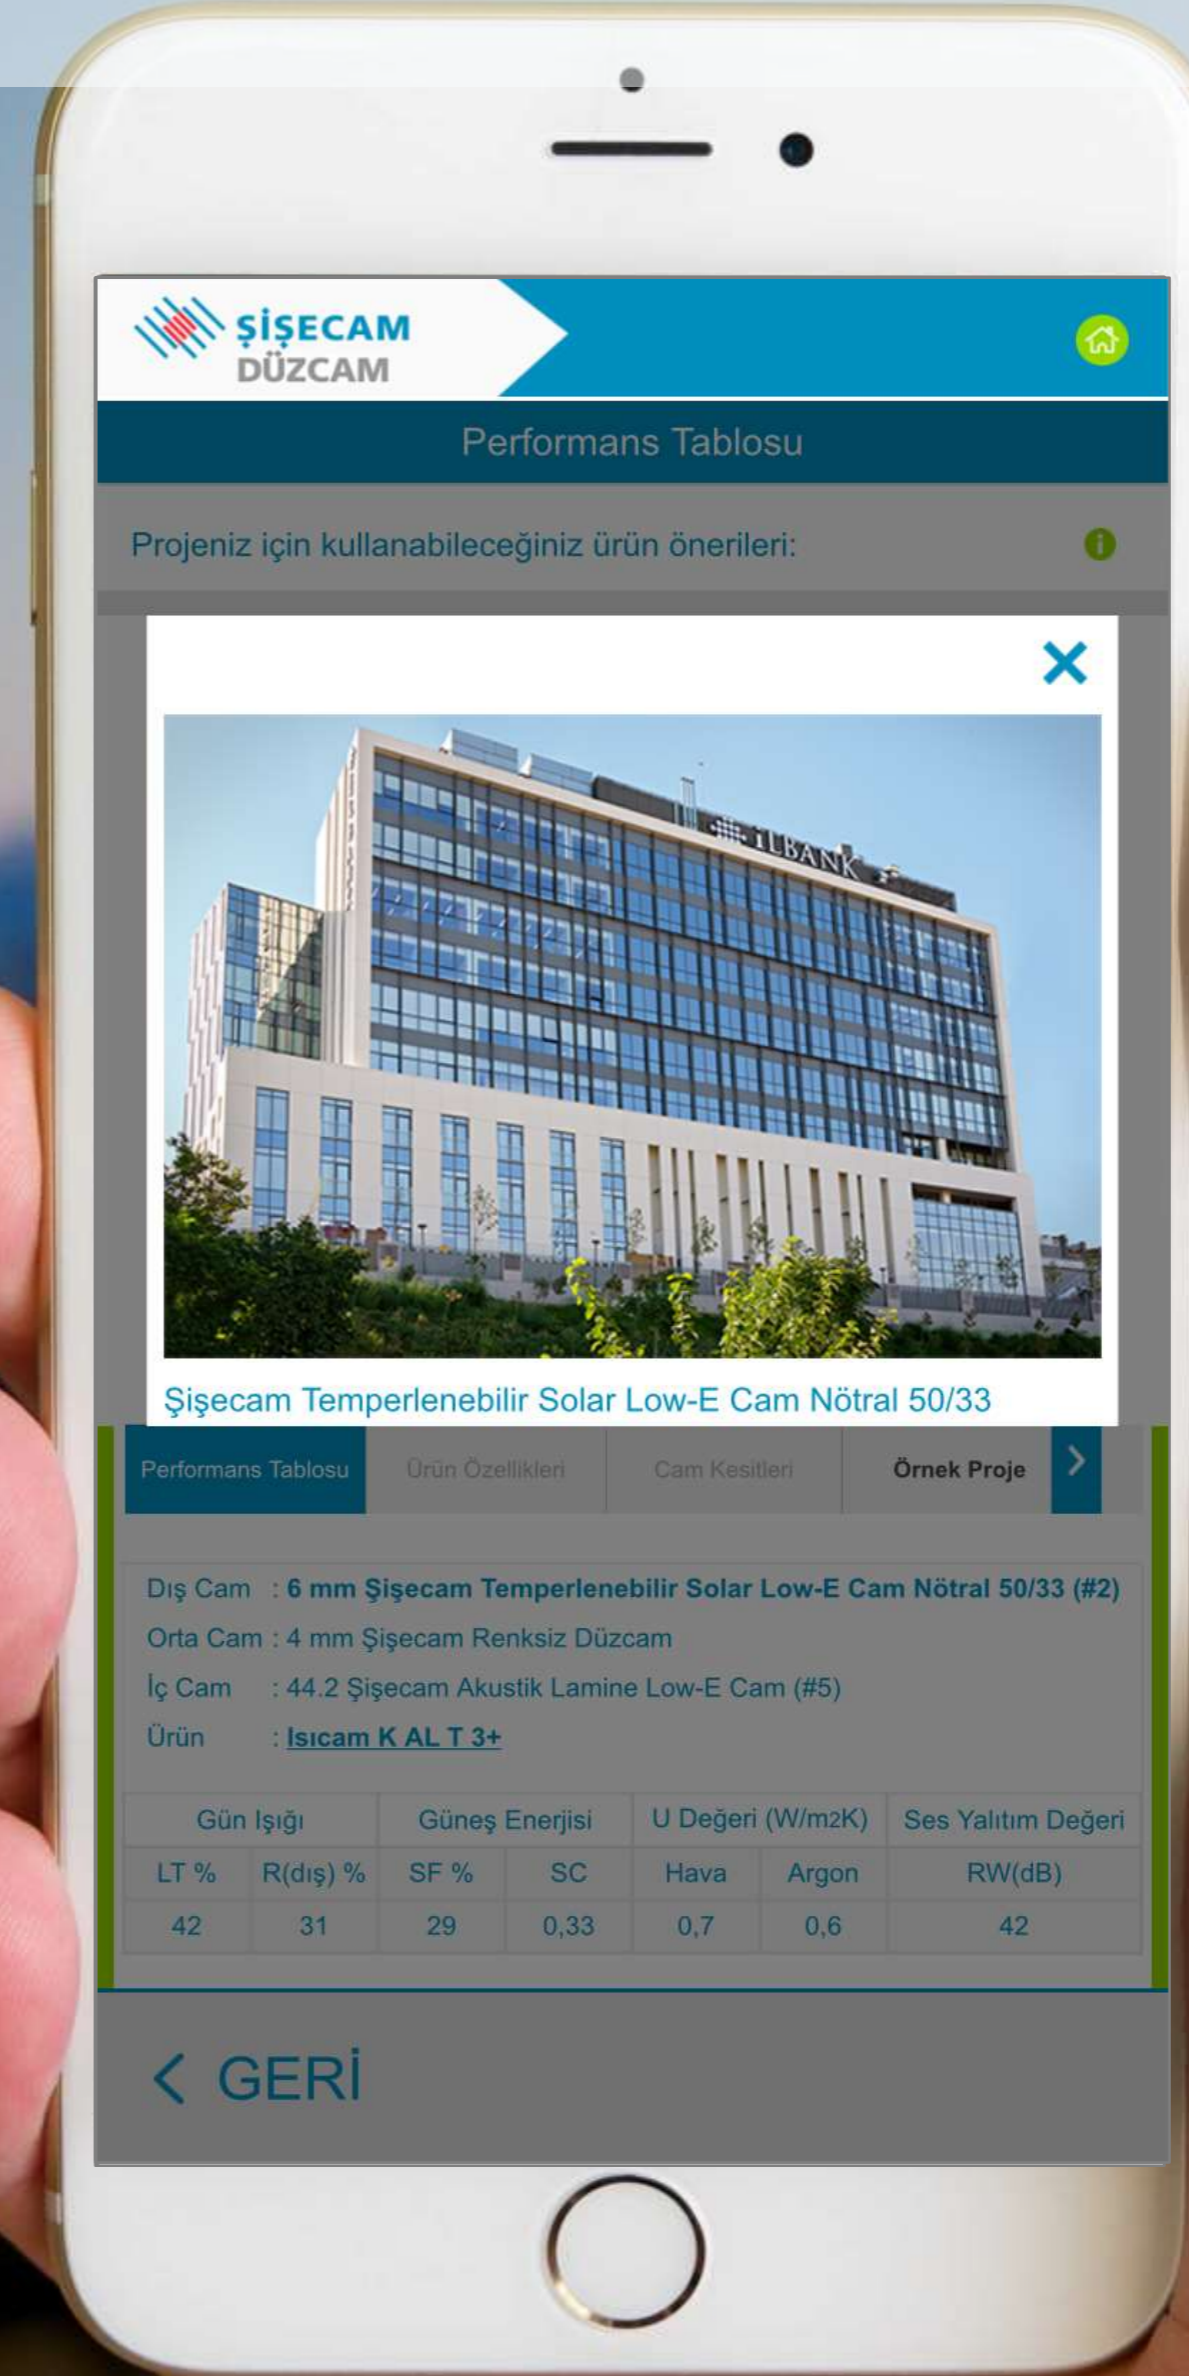 ŞİŞECAM
DÜZCAM
Performans Tablosu
Projeniz için kullanabileceğiniz ürün önerileri:
i
iLBANK
Şişecam Temperlenebilir Solar Low-E Cam Nötral 50/33
Performans Tablosu Ürün Özellikleri Cam Kesitleri Örnek Proje
Dış Cam : 6 mm Şişecam Temperlenebilir Solar Low-E Cam Nötral 50/33 (#2)
Orta Cam : 4 mm Şişecam Renksiz Düzcam
İç Cam : 44.2 Şişecam Akustik Lamine Low-E Cam (#5)
Ürün : Isıcam K AL T 3+
Gün Işığı Güneş Enerjisi U Değeri (W/m2K) Ses Yalıtım Değeri
LT % R(dış) % SF % SC Hava Argon RW(dB)
42 31 29 0,33 0,7 0,6 42
GERİ